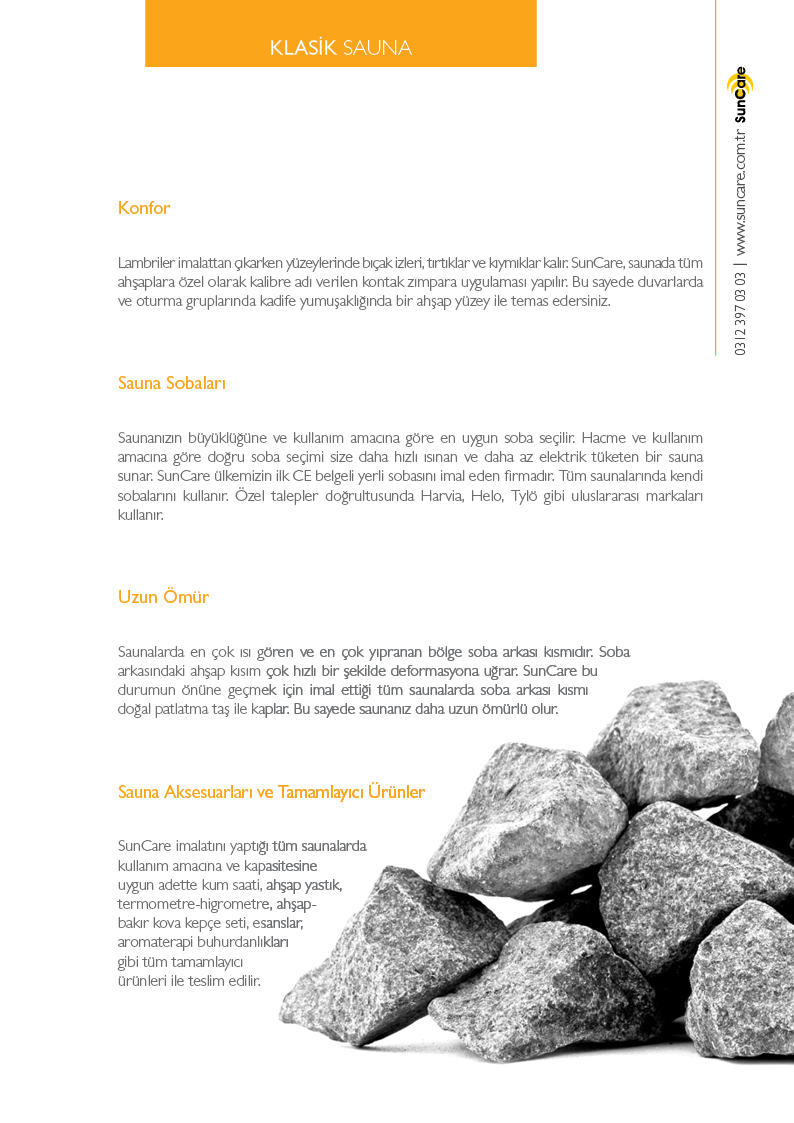 KLASİK SAUNA
SunCare
0312 397 03 03 | www.suncare.com.tr
Konfor
Lambriler imalattan çıkarken yüzeylerinde bıçak izleri, tırtıklar ve kıymıklar kalır. SunCare, saunada tüm
ahşaplara özel olarak kalibre adı verilen kontak zımpara uygulaması yapılır. Bu sayede duvarlarda
ve oturma gruplarında kadife yumuşaklığında bir ahşap yüzey ile temas edersiniz.
Sauna Sobaları
Saunanızın büyüklüğüne ve kullanım amacına göre en uygun soba seçilir. Hacme ve kullanım
amacına göre doğru soba seçimi size daha hızlı ısınan ve daha az elektrik tüketen bir sauna
sunar. SunCare ülkemizin ilk CE belgeli yerli sobasını imal eden firmadır. Tüm saunalarında kendi
sobalarını kullanır. Özel talepler doğrultusunda Harvia, Helo, Tylö gibi uluslararası markaları
kullanır.
Uzun Ömür
Saunalarda en çok ısı gören ve en çok yıpranan bölge soba arkası kısmıdır. Soba
arkasındaki ahşap kısım çok hızlı bir şekilde deformasyona uğrar. SunCare bu
durumun önüne geçmek için imal ettiği tüm saunalarda soba arkası kısmı
doğal patlatma taş ile kaplar. Bu sayede saunanız daha uzun ömürlü olur.
Sauna Aksesuarları ve Tamamlayıcı Ürünler
SunCare imalatını yaptığı tüm saunalarda
kullanım amacına ve kapasitesine
uygun adette kum saati, ahşap yastık,
termometre-higrometre, ahşap-
bakır kova kepçe seti, esanslar,
aromaterapi buhurdanlıkları
gibi tüm tamamlayıcı
ürünleri ile teslim edilir.